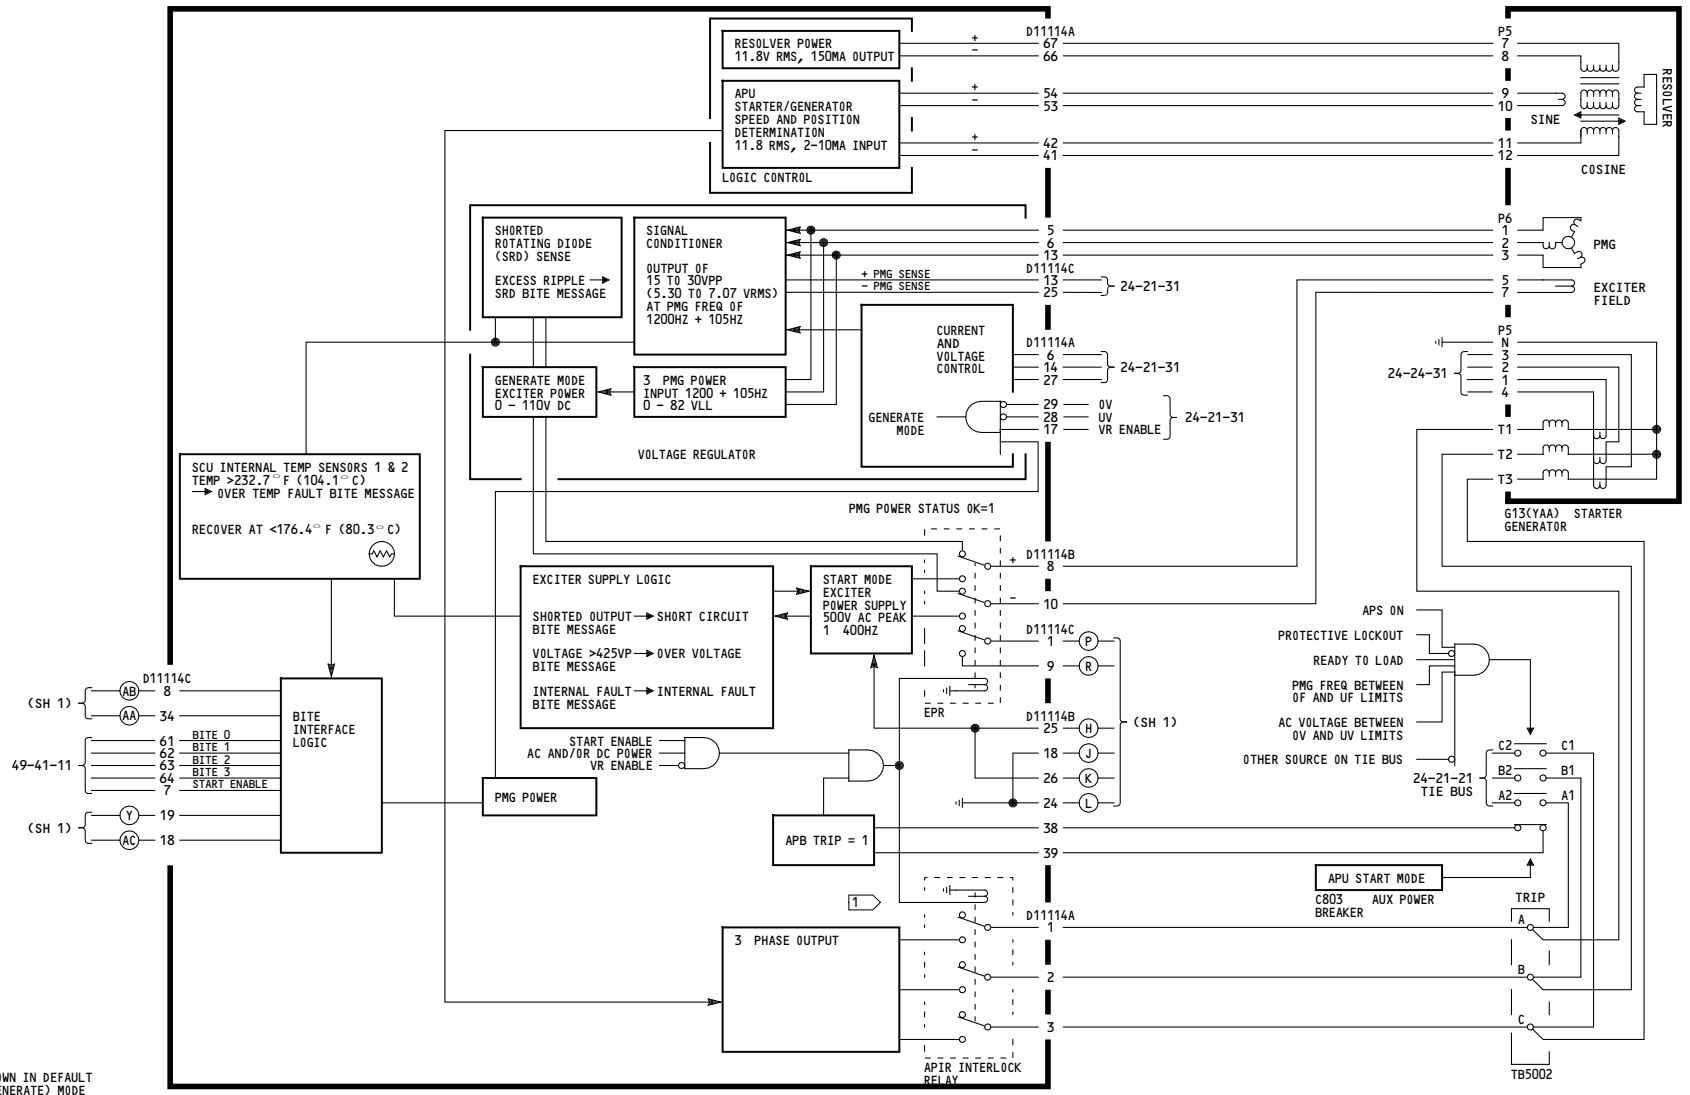 RESOLVER POWER
11.8V RMS, 150MA OUTPUT
APU
STARTER/GENERATOR
SPEED AND POSITION
DETERMINATION
11.8 RMS, 2-10MA INPUT
LOGIC CONTROL
+
-
+
-
+
-
D11114A
67
66
54
53
42
41
P5
7
8
9
10
11
12
SINE
COSINE
RESOLVER
SHORTED
ROTATING DIODE
(SRD) SENSE
EXCESS RIPPLE
SRD BITE MESSAGE
SIGNAL
CONDITIONER
OUTPUT OF
15 TO 30VPP
(5.30 TO 7.07 VRMS)
AT PMG FREQ OF
1200HZ + 105HZ
5
6
13
D11114C
+ PMG SENSE 13
- PMG SENSE 25
24-21-31
P6
1
2
3
PMG
5
7
EXCITER
FIELD
CURRENT
AND
VOLTAGE
CONTROL
D11114A
6
14
27
24-21-31
GENERATE MODE
EXCITER POWER
0 - 110V DC
3 PMG POWER
INPUT 1200 + 105HZ
0 - 82 VLL
GENERATE
MODE
29 0V
28 UV
17 VR ENABLE
24-21-31
VOLTAGE REGULATOR
P5
N
3
2
1
4
24-24-31
T1
T2
T3
G13(YAA) STARTER
GENERATOR
SCU INTERNAL TEMP SENSORS 1 & 2
TEMP >232.7° F (104.1° C)
OVER TEMP FAULT BITE MESSAGE
RECOVER AT <176.4° F (80.3° C)
PMG POWER STATUS OK=1
EXCITER SUPPLY LOGIC
SHORTED OUTPUT → SHORT CIRCUIT
BITE MESSAGE
VOLTAGE >425VP → OVER VOLTAGE
BITE MESSAGE
INTERNAL FAULT → INTERNAL FAULT
BITE MESSAGE
START MODE
EXCITER
POWER SUPPLY
500V AC PEAK
1 400HZ
EPR
D11114B
+ 8
- 10
D11114C
1 P
9 R
D11114B
25 H
18 J
26 K
24 L
(SH 1)
APS ON
PROTECTIVE LOCKOUT
READY TO LOAD
PMG FREQ BETWEEN
OF AND UF LIMITS
AC VOLTAGE BETWEEN
0V AND UV LIMITS
OTHER SOURCE ON TIE BUS
C2 C1
B2 B1
A2 A1
24-21-21
TIE BUS
D11114C
(SH 1)
AB 8
AA 34
49-41-11
61 BITE 0
62 BITE 1
63 BITE 2
64 BITE 3
7 START ENABLE
(SH 1)
Y 19
AC 18
BITE
INTERFACE
LOGIC
START ENABLE
AC AND/OR DC POWER
VR ENABLE
PMG POWER
APB TRIP = 1
38
39
APU START MODE
C803 AUX POWER
BREAKER
TRIP
1
3 PHASE OUTPUT
D11114A
1
2
3
APIR INTERLOCK
RELAY
A
B
C
TB5002
OWN IN DEFAULT
ENERATE) MODE